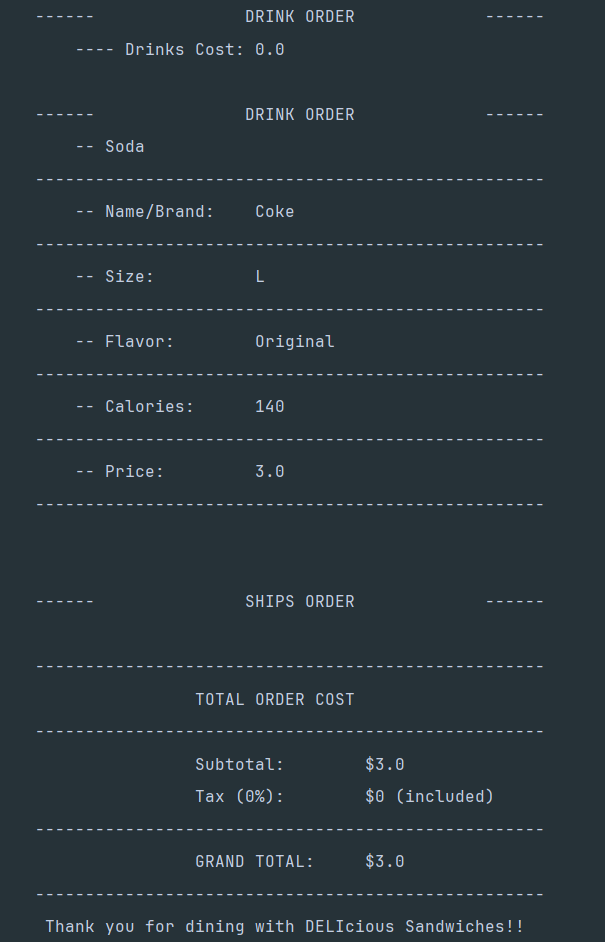 ------               DRINK ORDER             ------
---- Drinks Cost: 0.0
------               DRINK ORDER             ------
-- Soda
---------------------------------------------------
-- Name/Brand:    Coke
---------------------------------------------------
-- Size:          L
---------------------------------------------------
-- Flavor:        Original
---------------------------------------------------
-- Calories:      140
---------------------------------------------------
-- Price:         3.0
---------------------------------------------------
------               SHIPS ORDER             ------
---------------------------------------------------
TOTAL ORDER COST
---------------------------------------------------
Subtotal:        $3.0
Tax (0%):        $0 (included)
---------------------------------------------------
GRAND TOTAL:     $3.0
---------------------------------------------------
Thank you for dining with DELIcious Sandwiches!!